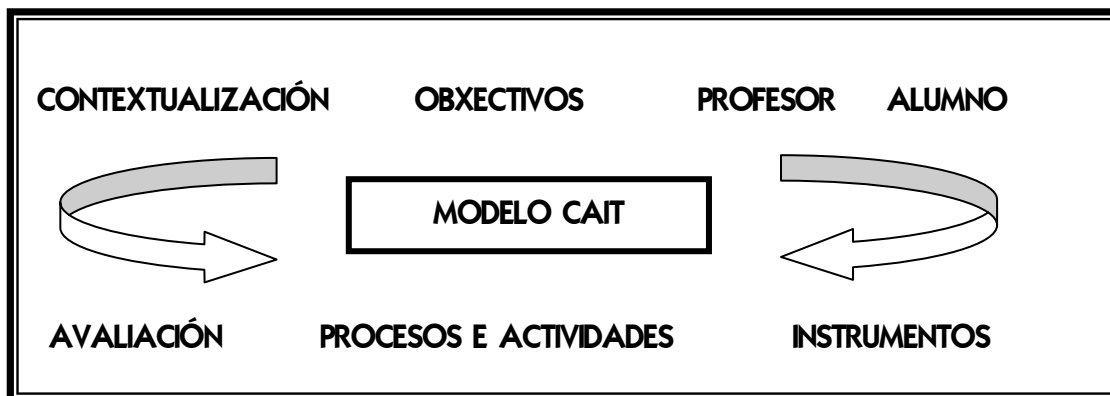 CONTEXTUALIZACIÓN OBXECTIVOS PROFESOR ALUMNO
MODELO CAIT
AVALIACIÓN PROCESOS E ACTIVIDADES INSTRUMENTOS